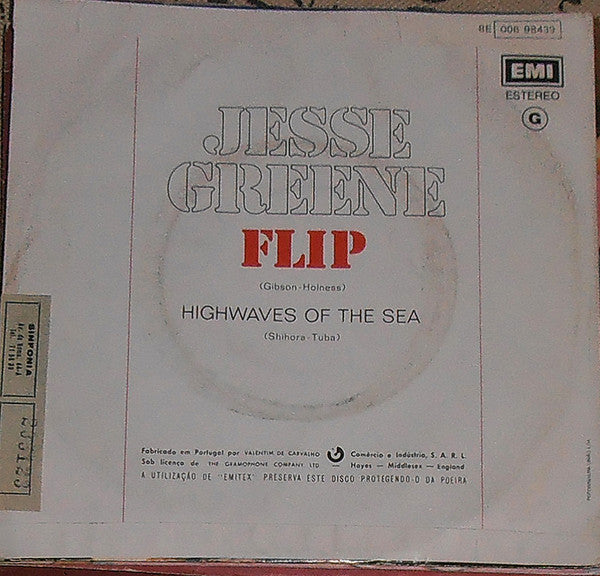 8E 006 98439
EMI
ESTEREO
G
JESSE
GREENE
FLIP
(Gibson-Holness)
HIGHWAVES OF THE SEA
(Shihora-Tuba)
SINFONIA
Fabricado em Portugal por VALENTIM DE CARVALHO Comércio e Indústria, S. A. R. L.
Sob licença de THE GRAMOPHONE COMPANY LTD — Hayes — Middlesex — England
A UTILIZAÇÃO DE "EMITEX" PRESERVA ESTE DISCO PROTEGENDO-O DA POEIRA